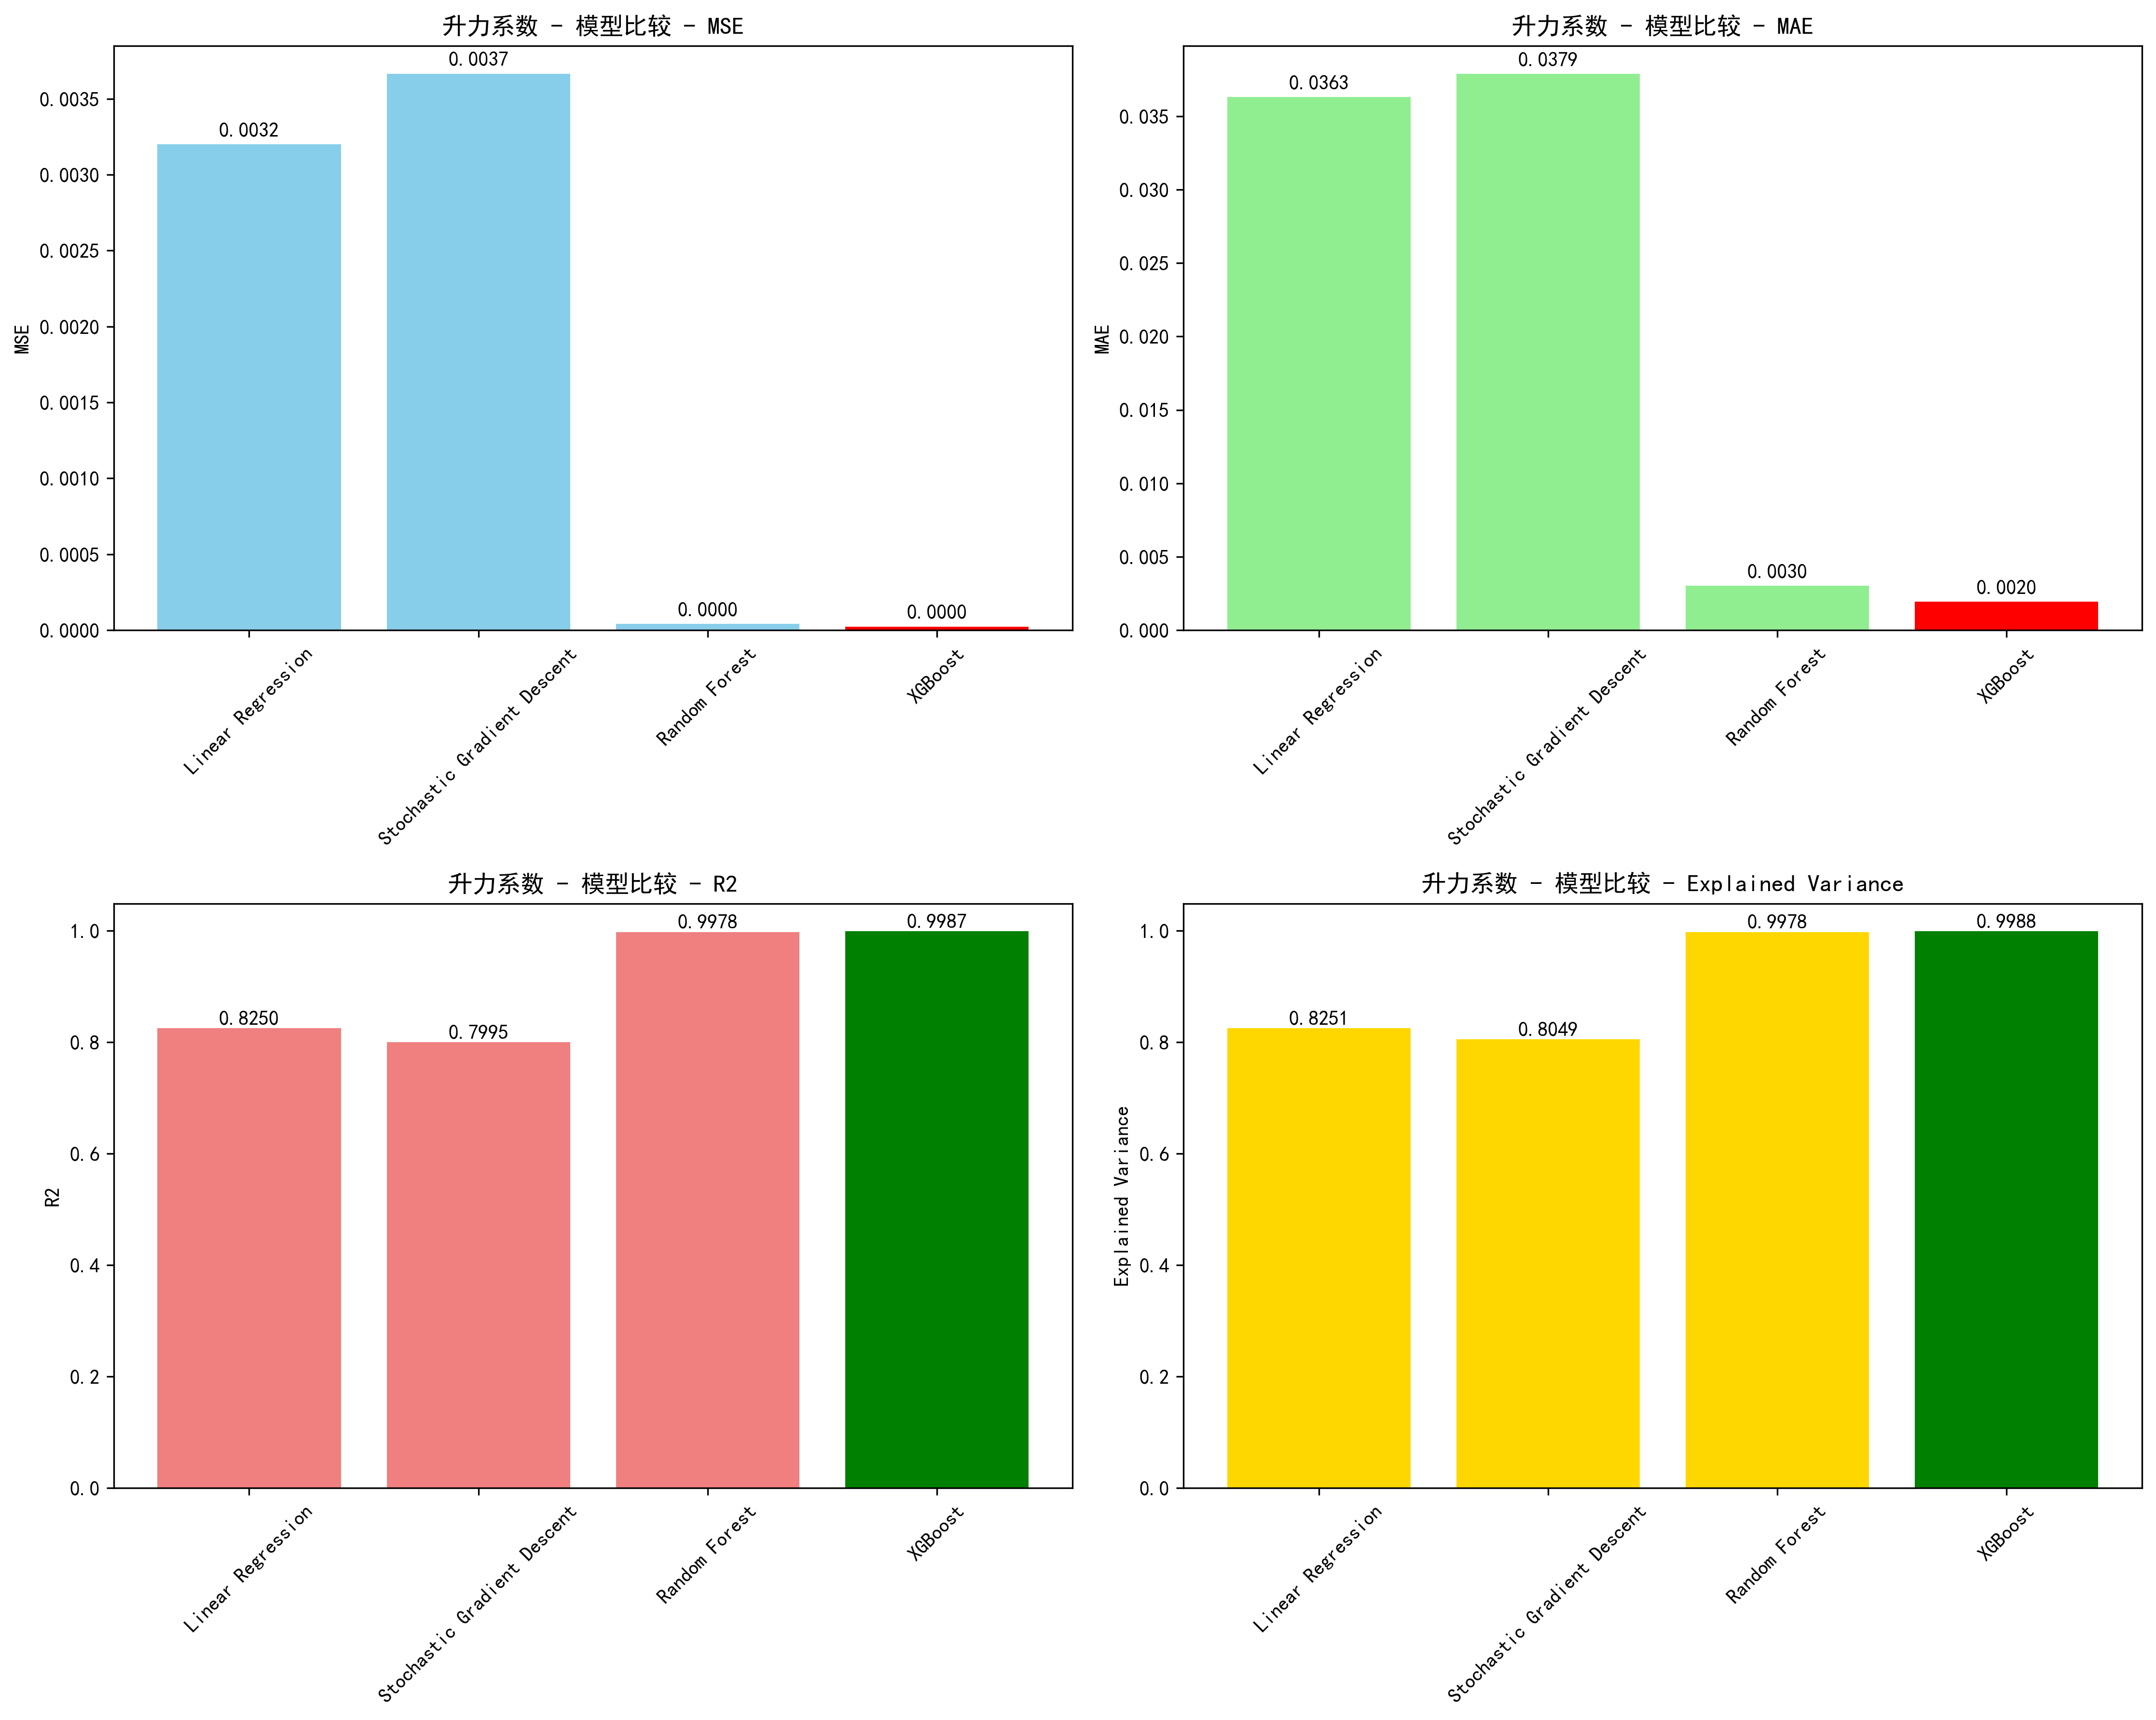 升力系数 - 模型比较 - MSE
MSE
0.0035
0.0030
0.0025
0.0020
0.0015
0.0010
0.0005
0.0000
0.0032
0.0037
0.0000
0.0000
Linear Regression
Stochastic Gradient Descent
Random Forest
XGBoost
升力系数 - 模型比较 - MAE
MAE
0.035
0.030
0.025
0.020
0.015
0.010
0.005
0.000
0.0363
0.0379
0.0030
0.0020
Linear Regression
Stochastic Gradient Descent
Random Forest
XGBoost
升力系数 - 模型比较 - R2
R2
1.0
0.8
0.6
0.4
0.2
0.0
0.8250
0.7995
0.9978
0.9987
Linear Regression
Stochastic Gradient Descent
Random Forest
XGBoost
升力系数 - 模型比较 - Explained Variance
Explained Variance
1.0
0.8
0.6
0.4
0.2
0.0
0.8251
0.8049
0.9978
0.9988
Linear Regression
Stochastic Gradient Descent
Random Forest
XGBoost